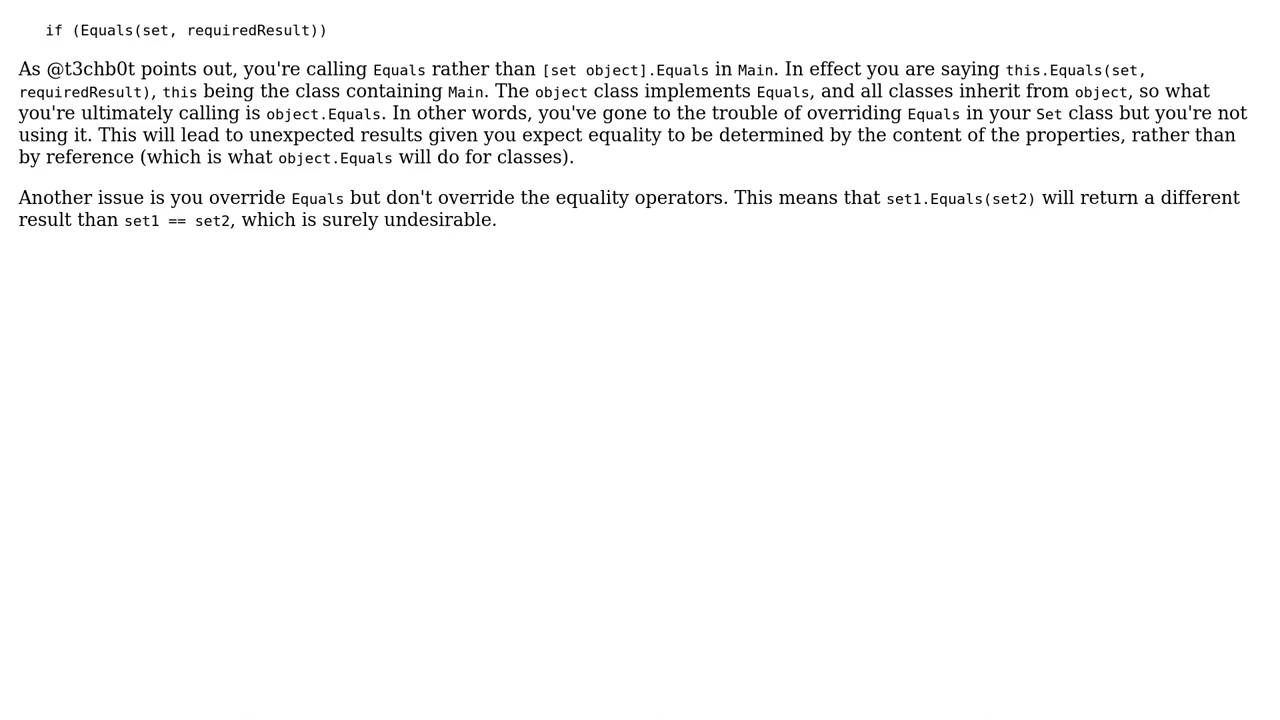 if (Equals(set, requiredResult))
As @t3chb0t points out, you're calling Equals rather than [set object].Equals in Main. In effect you are saying this.Equals(set,
requiredResult), this being the class containing Main. The object class implements Equals, and all classes inherit from object, so what
you're ultimately calling is object.Equals. In other words, you've gone to the trouble of overriding Equals in your Set class but you're not
using it. This will lead to unexpected results given you expect equality to be determined by the content of the properties, rather than
by reference (which is what object.Equals will do for classes).
Another issue is you override Equals but don't override the equality operators. This means that set1.Equals(set2) will return a different
result than set1 == set2, which is surely undesirable.